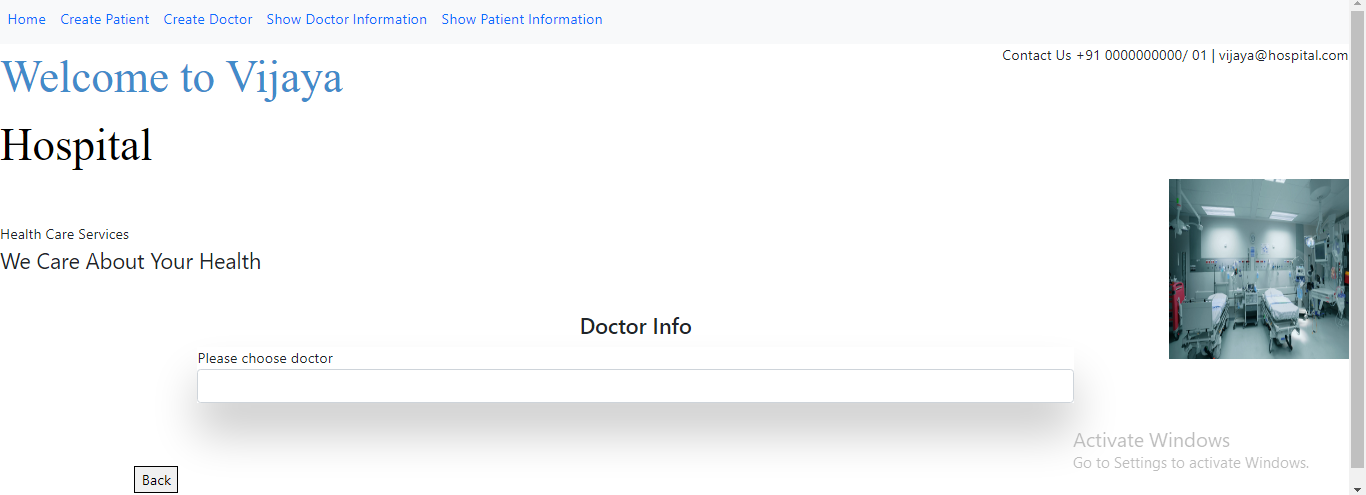 Home Create Patient Create Doctor Show Doctor Information Show Patient Information
Contact Us +91 0000000000/ 01 | vijaya@hospital.com
Welcome to Vijaya
Hospital
Health Care Services
We Care About Your Health
Doctor Info
Please choose doctor
Activate Windows
Go to Settings to activate Windows.
Back